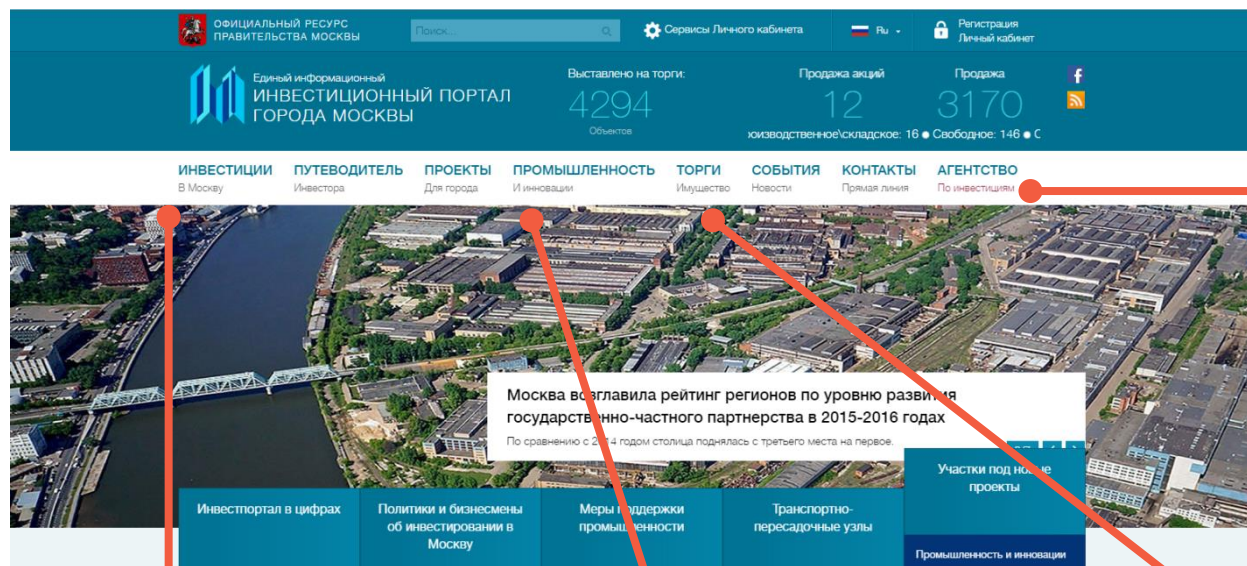 ОФИЦИАЛЬНЫЙ РЕСУРС
ПРАВИТЕЛЬСТВА МОСКВЫ
Поиск...
Сервисы Личного кабинета
Ru
Регистрация
Личный кабинет
Единый информационный
ИНВЕСТИЦИОННЫЙ ПОРТАЛ
ГОРОДА МОСКВЫ
Выставлено на торги:
4294
Объектов
Продажа акций
12
Продажа
3170
f
роизводственное\складское: 16 ● Свободное: 146 ● С
ИНВЕСТИЦИИ
В Москву
ПУТЕВОДИТЕЛЬ
Инвестора
ПРОЕКТЫ
Для города
ПРОМЫШЛЕННОСТЬ
И инновации
ТОРГИ
Имущество
СОБЫТИЯ
Новости
КОНТАКТЫ
Прямая линия
АГЕНТСТВО
По инвестициям
Москва возглавила рейтинг регионов по уровню развития
государственно-частного партнерства в 2015-2016 годах
По сравнению с 2014 годом столица поднялась с третьего места на первое.
Инвестпортал в цифрах
Политики и бизнесмены
об инвестировании в
Москву
Меры поддержки
промышленности
Транспортно-
пересадочные узлы
Участки под новые
проекты
Промышленность и инновации